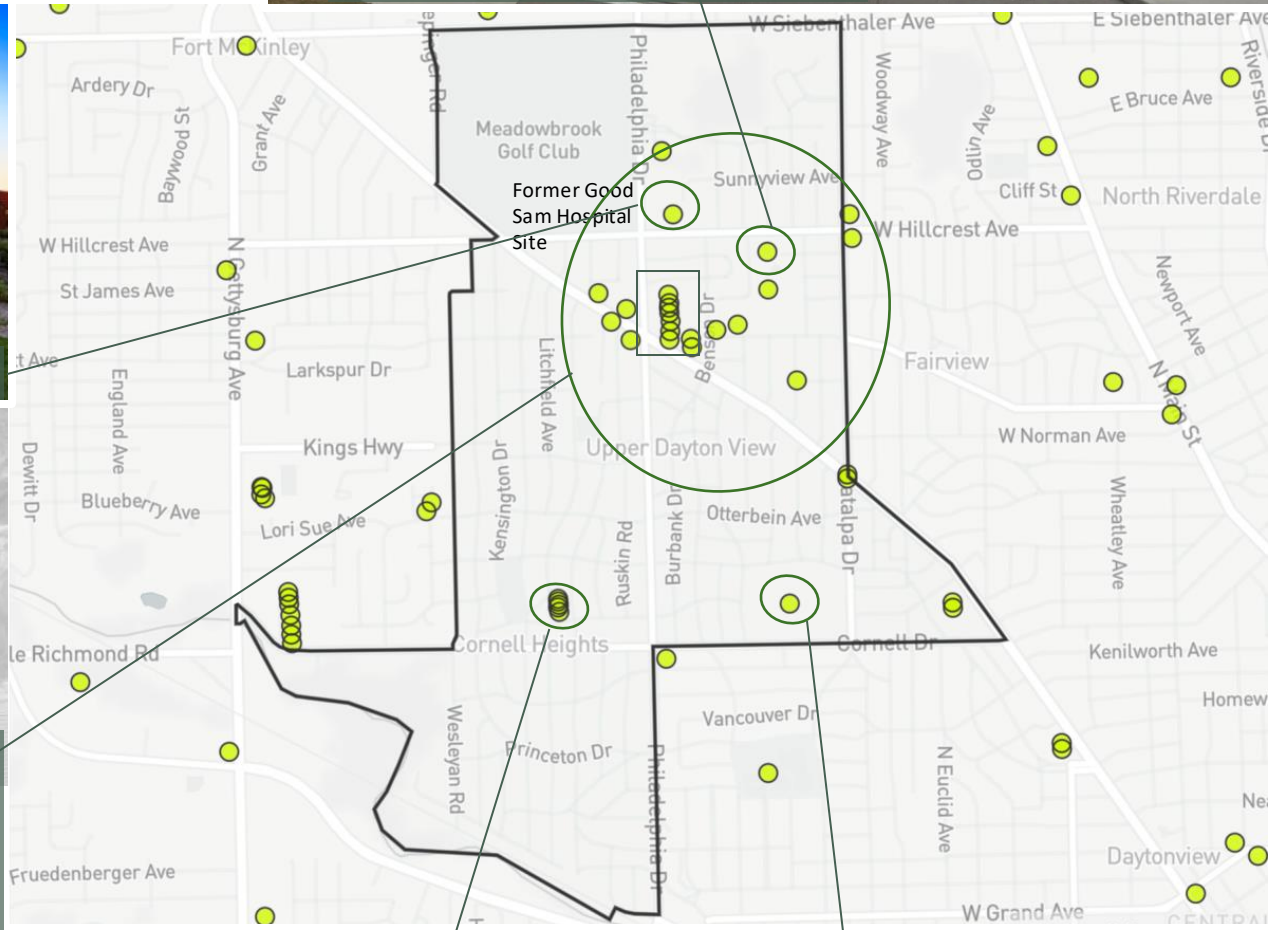 W Siebenthaler Ave
E Siebenthaler Ave
Fort McKinley
Ardery Dr
Baywood St
Grant Ave
Philadelphia Dr
Woodway Ave
Odlin Ave
E Bruce Ave
Riverside Dr
Meadowbrook
Golf Club
Sunnyview Ave
Cliff St
North Riverdale
Former Good
Sam Hospital
Site
W Hillcrest Ave
W Hillcrest Ave
N Gettysburg Ave
St James Ave
Newport Ave
Benson Dr
Litchfield Ave
Larkspur Dr
England Ave
Fairview
N Main St
Kings Hwy
Upper Dayton View
W Norman Ave
Dewitt Dr
Blueberry Ave
Lori Sue Ave
Kensington Dr
Ruskin Rd
Burbank Dr
Otterbein Ave
atalpa Dr
Wheatley Ave
le Richmond Rd
Cornell Heights
Cornell Dr
Kenilworth Ave
Homew
Vancouver Dr
Wesleyan Rd
Princeton Dr
Philadelphia Dr
N Euclid Ave
Daytonview
Fruedenberger Ave
W Grand Ave
CENTRAL